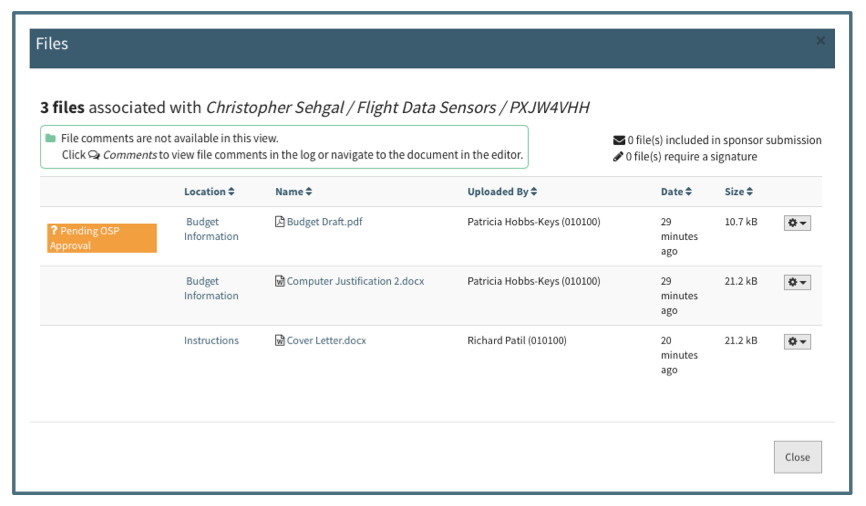 Files
×
3 files associated with Christopher Sehgal / Flight Data Sensors / PXJW4VHH
File comments are not available in this view.
Click Comments to view file comments in the log or navigate to the document in the editor.
0 file(s) included in sponsor submission
0 file(s) require a signature
Location Name Uploaded By Date Size
? Pending OSP
Approval
Budget
Information
Budget Draft.pdf
Patricia Hobbs-Keys (010100)
29
minutes
ago
10.7 kB
Budget
Information
Computer Justification 2.docx
Patricia Hobbs-Keys (010100)
29
minutes
ago
21.2 kB
Instructions
Cover Letter.docx
Richard Patil (010100)
20
minutes
ago
21.2 kB
Close